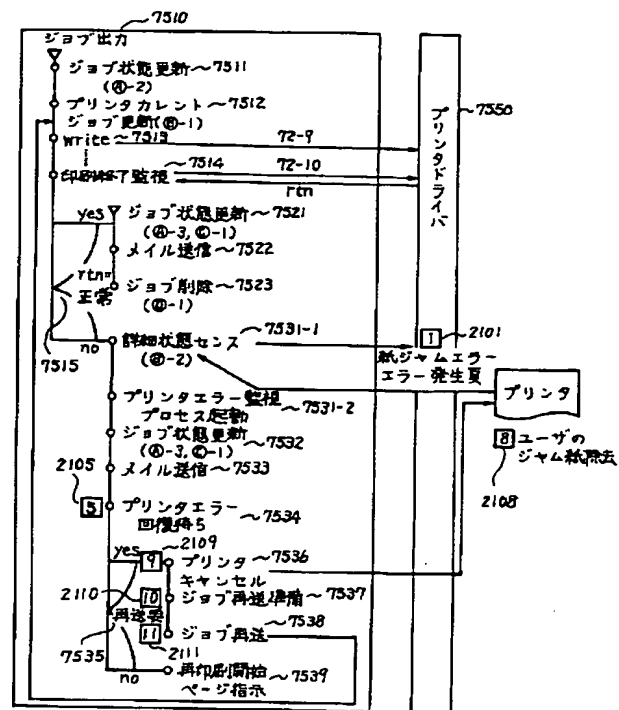 7510
ジョブ出力
ジョブ状態更新~7511
(Ⓐ-2)
プリンタカレント~7512
ジョブ更新(Ⓑ-1)
write~7513
72-9
7514
印刷終了監視
72-10
rtn
プリンタドライバ
7550
yes
ジョブ状態更新~7521
(Ⓐ-3, Ⓒ-1)
メイル送信~7522
rtn=
正常
ジョブ削除~7523
(Ⓓ-1)
no
7515
詳細状態センス
7531-1
(Ⓑ-2)
1
2101
紙ジャムエラー
エラー発生頁
プリンタ
プリンタエラー監視
プロセス起動
7531-2
ジョブ状態更新
(Ⓐ-3, Ⓒ-1)
7532
メイル送信~7533
8 ユーザの
ジャム紙除去
2108
2105
5
プリンタエラー
回復待ち
7534
2109
yes
9
プリンタ~7536
キャンセル
2110
10
ジョブ再送準備~7537
再送要
11
ジョブ再送
7538
2111
7535
no
再印刷開始
ページ指示
7539